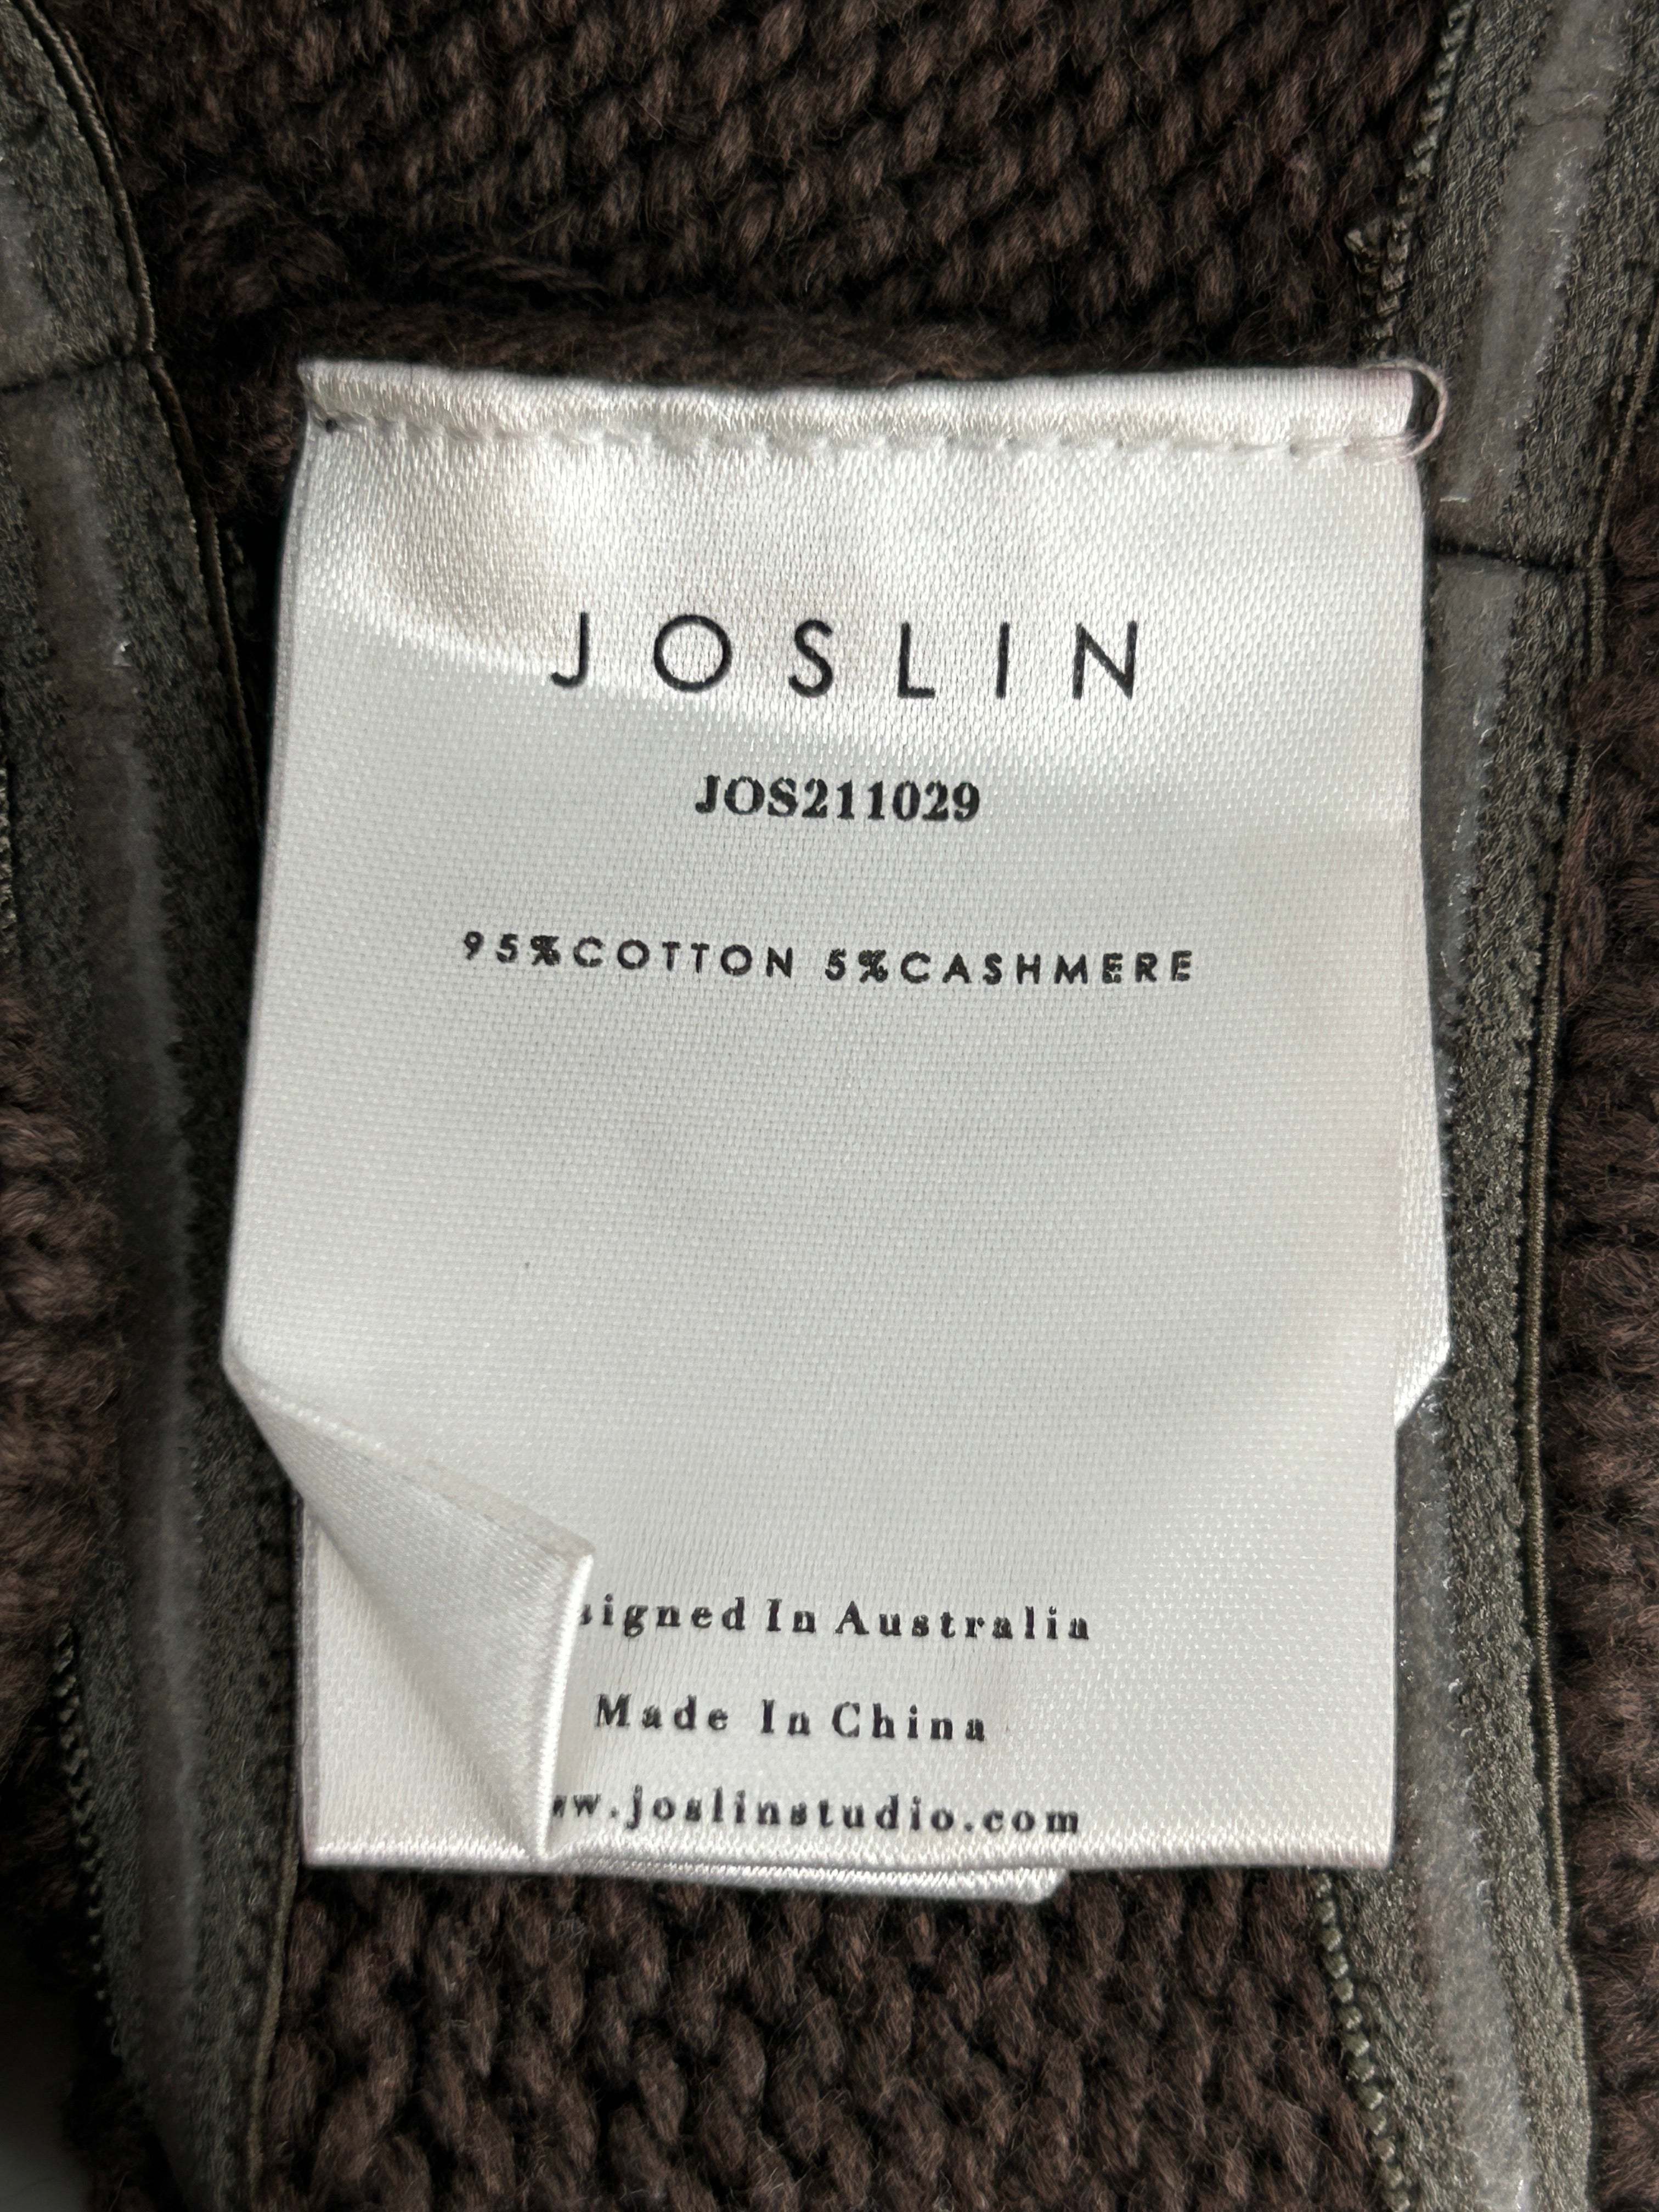 JOSLIN
JOS211029
95%COTTON 5%CASHMERE
signed In Australia
Made In China
w.joslinstudio.com